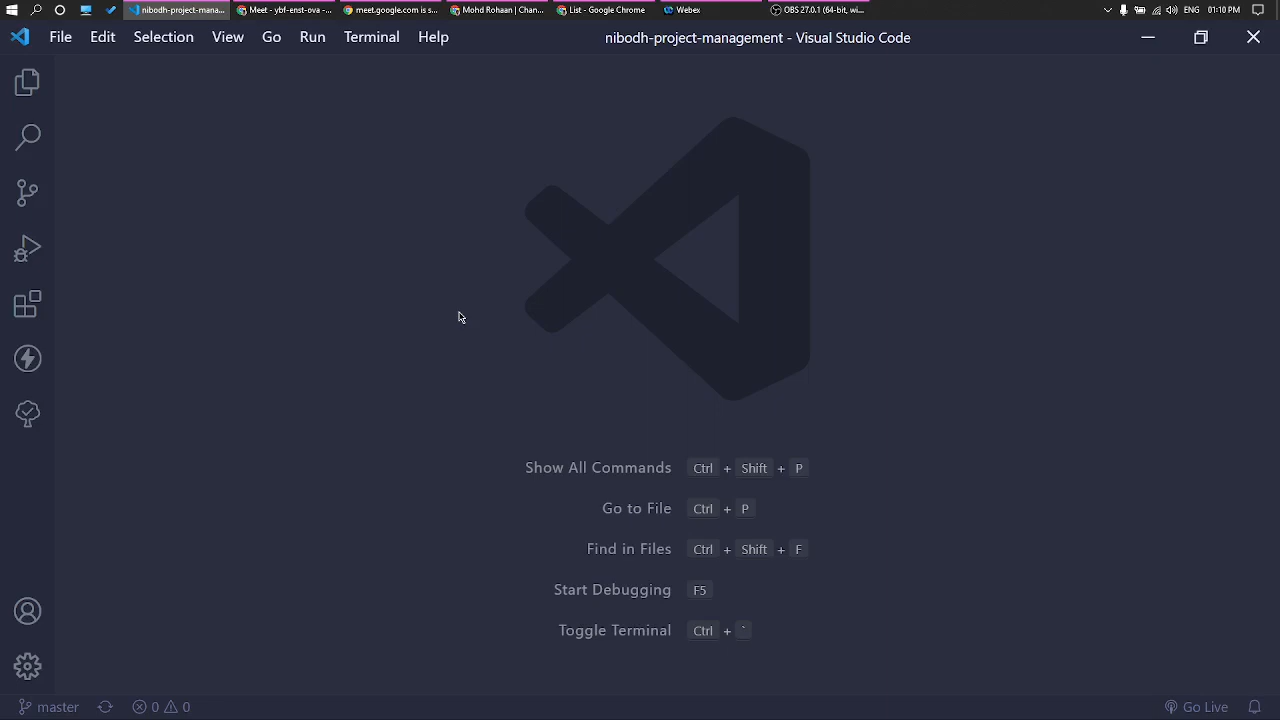 nibodh-project-mana...
Meet - ybf-enst-ova - ...
meet.google.com is s...
Mohd Rohaan | Chan...
List - Google Chrome
Webex
OBS 27.0.1 (64-bit, wi...
ENG
01:10 PM
File Edit Selection View Go Run Terminal Help
nibodh-project-management - Visual Studio Code
Show All Commands Ctrl + Shift + P
Go to File Ctrl + P
Find in Files Ctrl + Shift + F
Start Debugging F5
Toggle Terminal Ctrl + `
master 0 0 Go Live